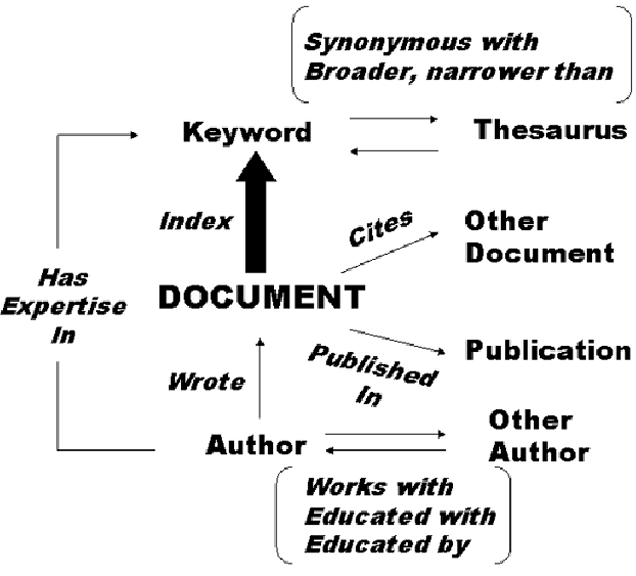 Synonymous with
Broader, narrower than
Keyword
Thesaurus
Index
Cites
Other
Document
Has
Expertise
In
DOCUMENT
Wrote
Published
In
Publication
Author
Other
Author
Works with
Educated with
Educated by